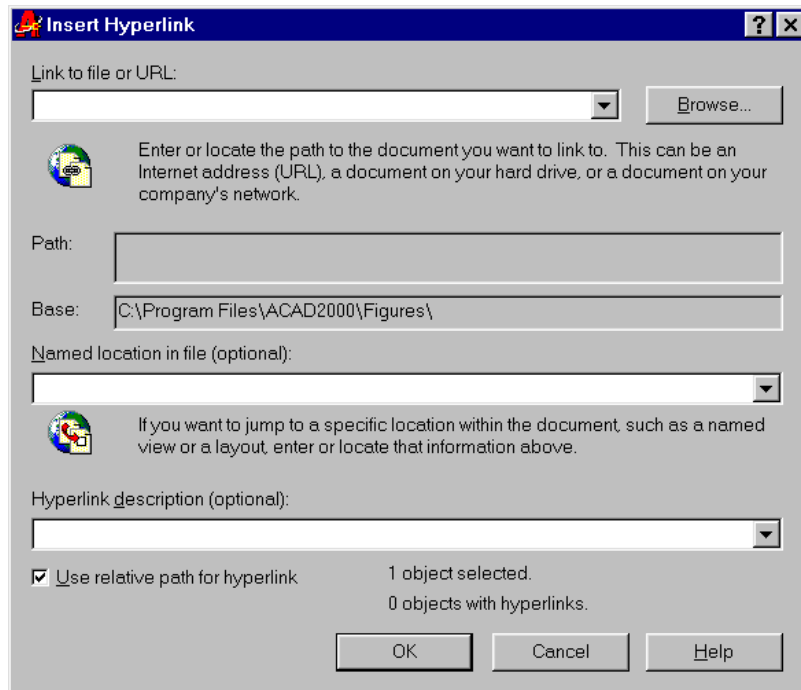 Insert Hyperlink
Link to file or URL:
Browse...
Enter or locate the path to the document you want to link to. This can be an
Internet address (URL), a document on your hard drive, or a document on your
company's network.
Path:
Base: C:\Program Files\ACAD2000\Figures\
Named location in file (optional):
If you want to jump to a specific location within the document, such as a named
view or a layout, enter or locate that information above.
Hyperlink description (optional):
Use relative path for hyperlink 1 object selected.
0 objects with hyperlinks.
OK Cancel Help